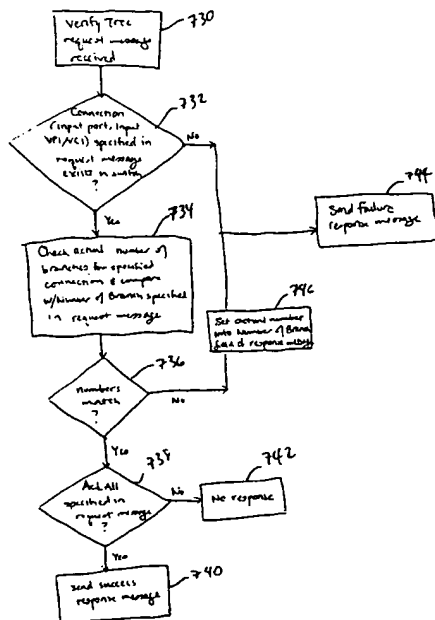 Verify Tree
request message
received
730
Connection
(input port, input
VPI/VCI) specified in
request message
exists in switch
?
732
No
Yes
734
Check actual number of
branches for specified
connection & compare
w/Number of Branch specified
in request message
744
Send failure
response message
746
Set actual number
into Number of Branch
field of response message
736
numbers
match
?
No
Yes
738
AckAll
specified in
request message
?
No
742
No response
Yes
740
send success
response message